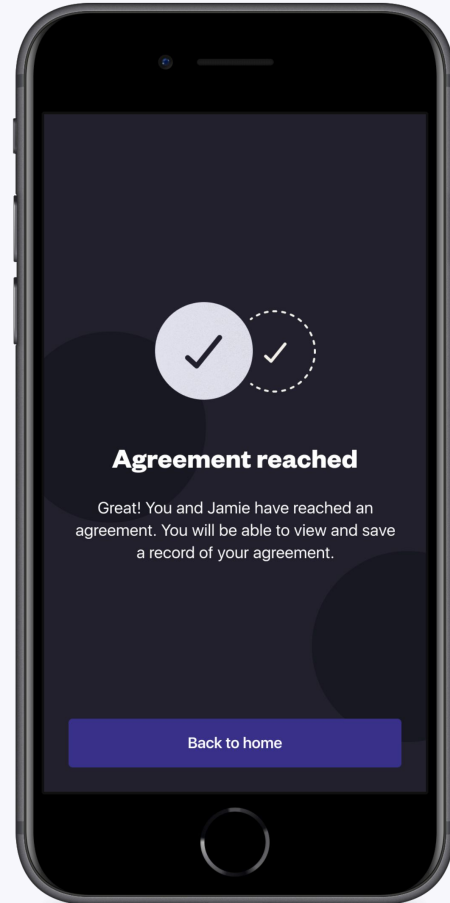 Agreement reached
Great! You and Jamie have reached an
agreement. You will be able to view and save
a record of your agreement.
Back to home